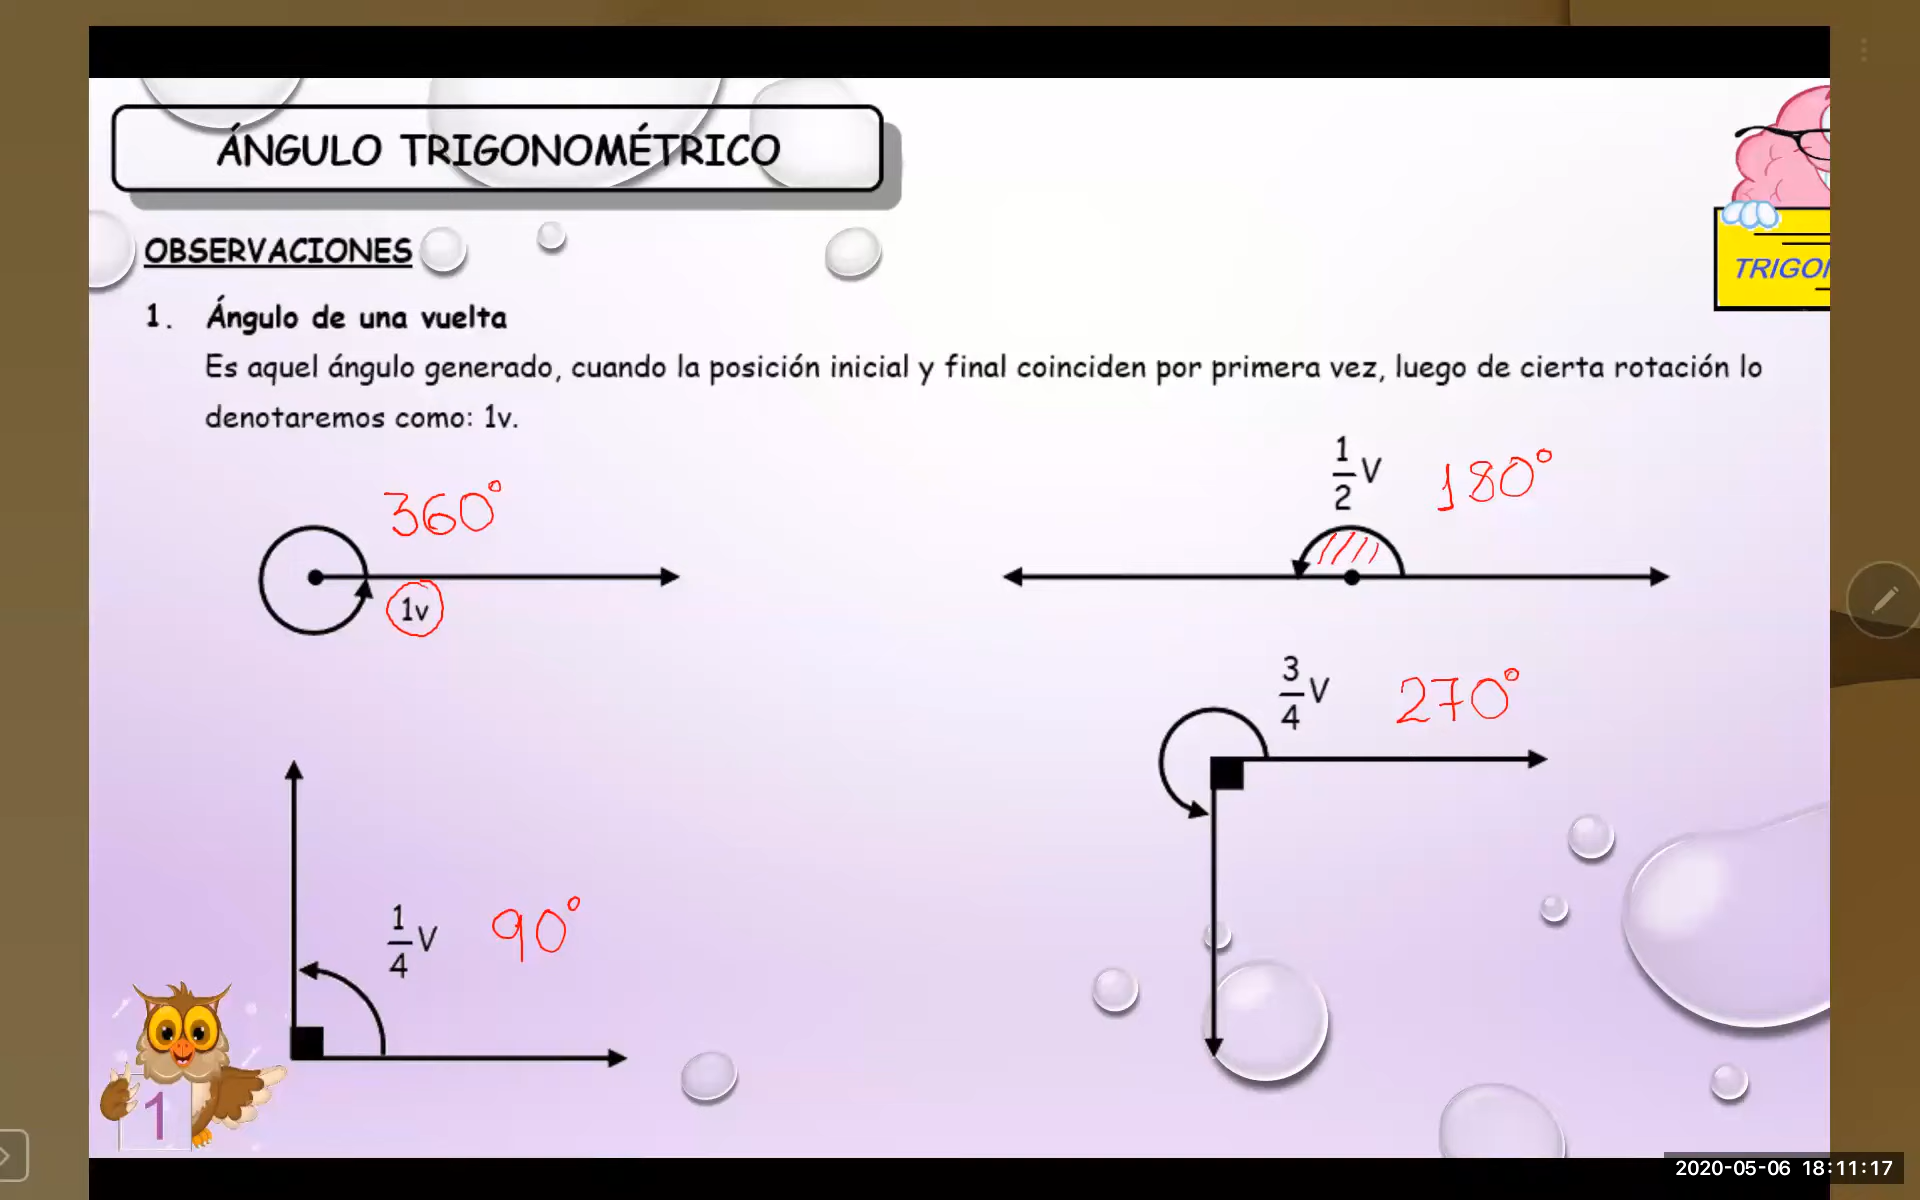 ÁNGULO TRIGONOMÉTRICO
OBSERVACIONES
1. Ángulo de una vuelta
Es aquel ángulo generado, cuando la posición inicial y final coinciden por primera vez, luego de cierta rotación lo
denotaremos como: 1v.
360°
1v
1/2 V 180°
3/4 V 270°
1/4 V 90°
TRIGO
1
2020-05-06 18:11:17